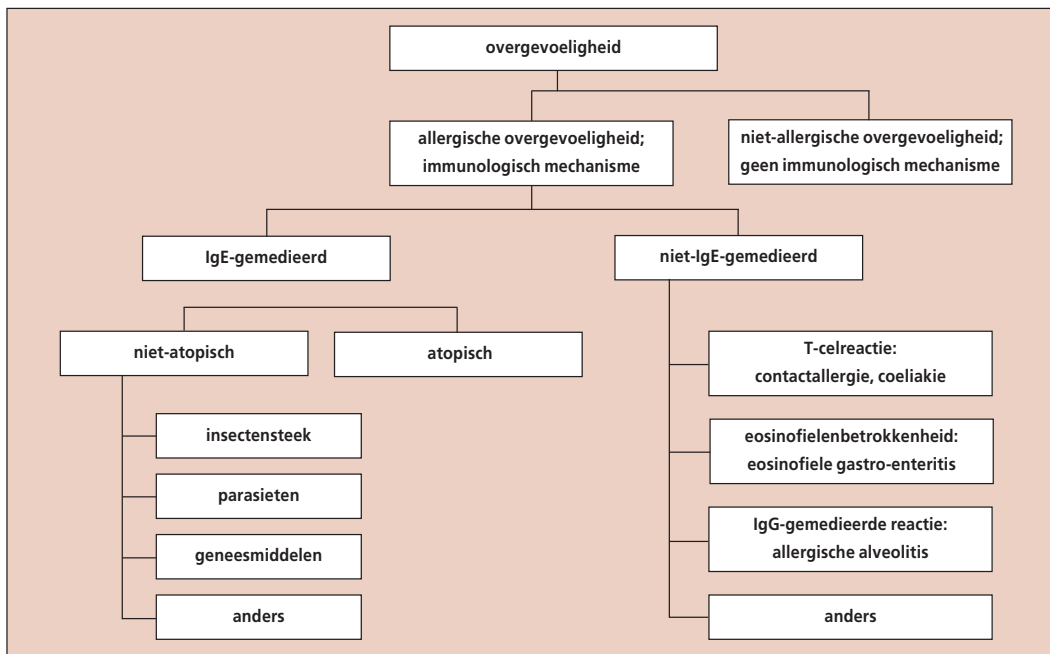 overgevoeligheid
allergische overgevoeligheid;
immunologisch mechanisme
niet-allergische overgevoeligheid;
geen immunologisch mechanisme
IgE-gemedieerd
niet-IgE-gemedieerd
niet-atopisch
atopisch
insectensteek
parasieten
geneesmiddelen
anders
T-celreactie:
contactallergie, coeliakie
eosinofielenbetrokkenheid:
eosinofiele gastro-enteritis
IgG-gemedieerde reactie:
allergische alveolitis
anders